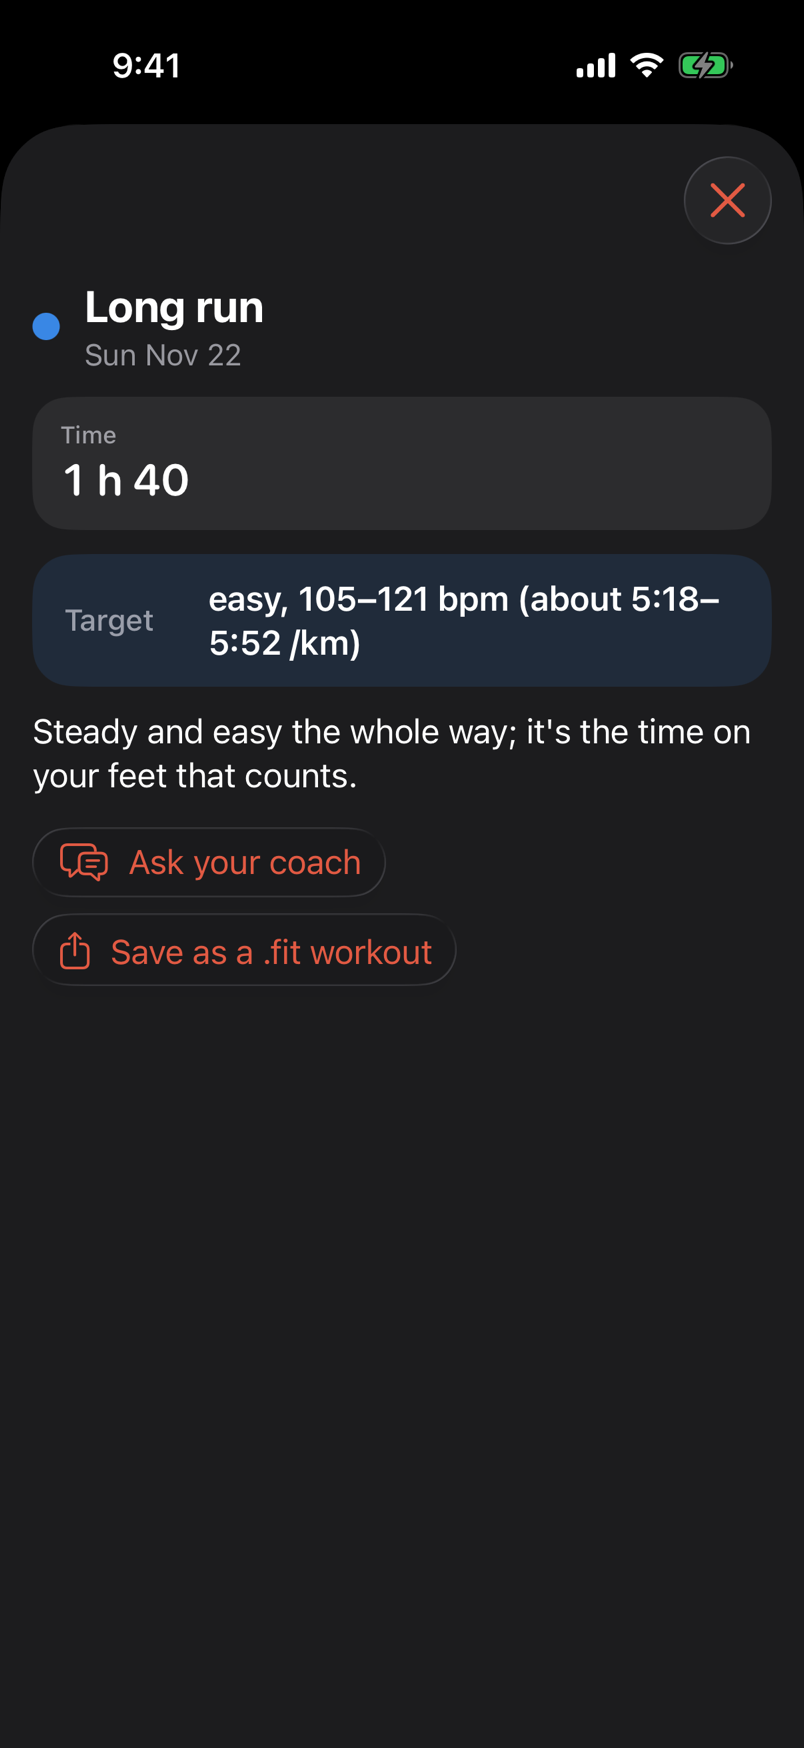 9:41
Long run
Sun Nov 22
Time
1 h 40
Target
easy, 105–121 bpm (about 5:18–
5:52 /km)
Steady and easy the whole way; it's the time on
your feet that counts.
Ask your coach
Save as a .fit workout